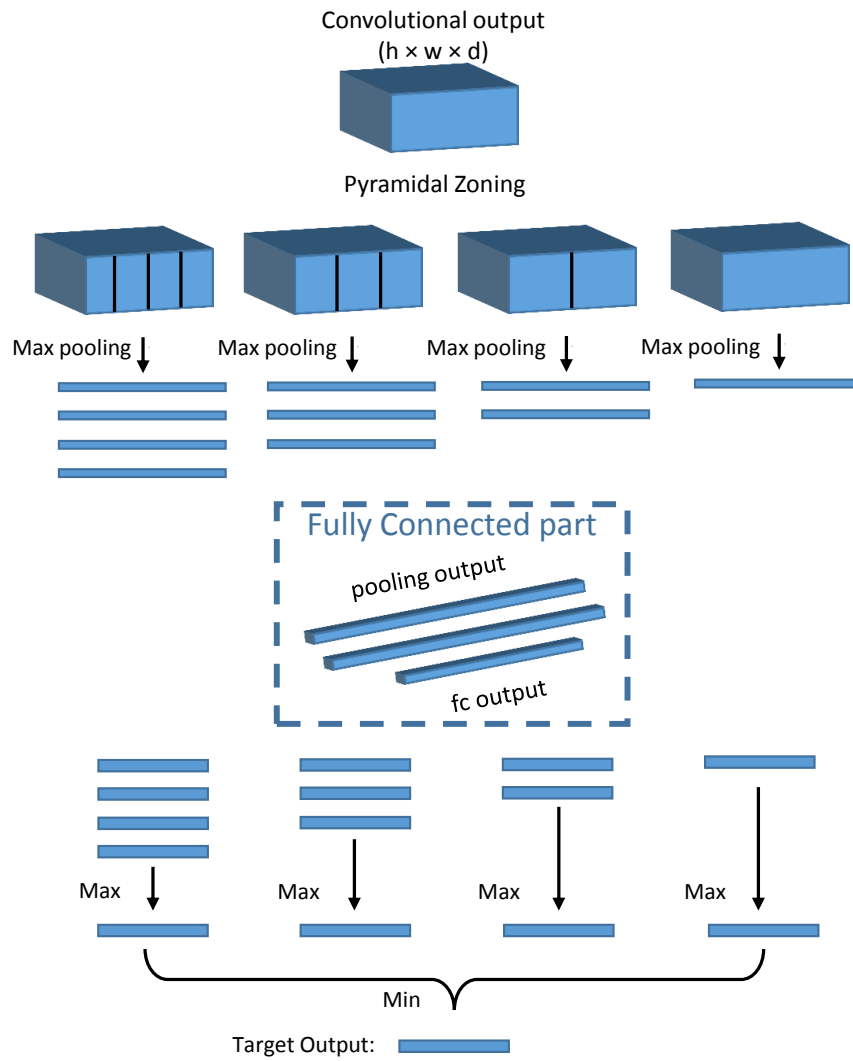 Convolutional output
(h × w × d)
Pyramidal Zoning
Max pooling
Max pooling
Max pooling
Max pooling
Fully Connected part
pooling output
fc output
Max
Max
Max
Max
Min
Target Output: